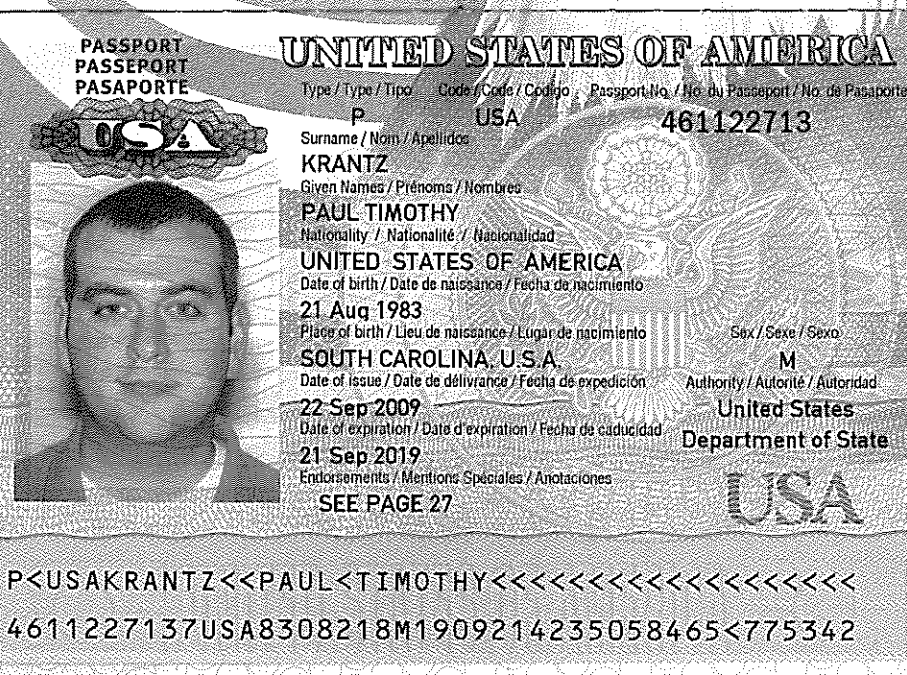 PASSPORT
PASSEPORT
PASAPORTE
USA
UNITED STATES OF AMERICA
Type / Type / Tipo Code / Code / Codigo Passport No. / No. du Passeport / No. de Pasaporte
P USA 461122713
Surname / Nom / Apellidos
KRANTZ
Given Names / Prénoms / Nombres
PAUL TIMOTHY
Nationality / Nationalité / Nacionalidad
UNITED STATES OF AMERICA
Date of birth / Date de naissance / Fecha de nacimiento
21 Aug 1983
Place of birth / Lieu de naissance / Lugar de nacimiento Sex / Sexe / Sexo
SOUTH CAROLINA, U.S.A. M
Date of issue / Date de délivrance / Fecha de expedición Authority / Autorité / Autoridad
22 Sep 2009 United States
Date of expiration / Date d'expiration / Fecha de caducidad Department of State
21 Sep 2019
Endorsements / Mentions Spéciales / Anotaciones
SEE PAGE 27 USA
P<USAKRANTZ<<PAUL<TIMOTHY<<<<<<<<<<<<<<<<<<<
4611227137USA8308218M1909214235058465<775342